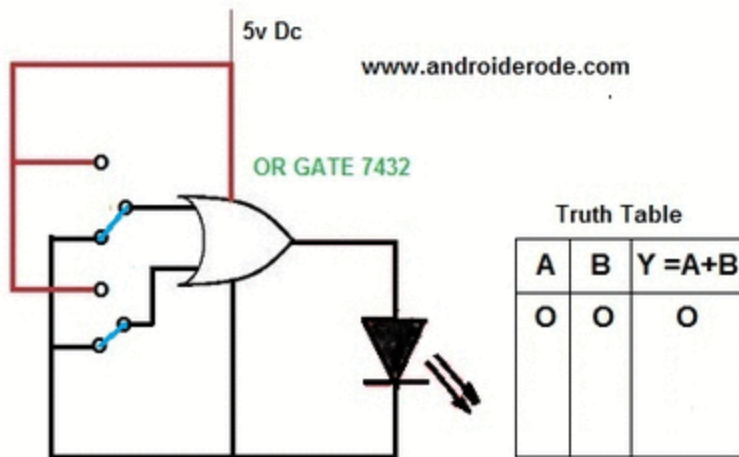 5v Dc
www.androiderode.com
OR GATE 7432
Truth Table
A B Y =A+B
O O O